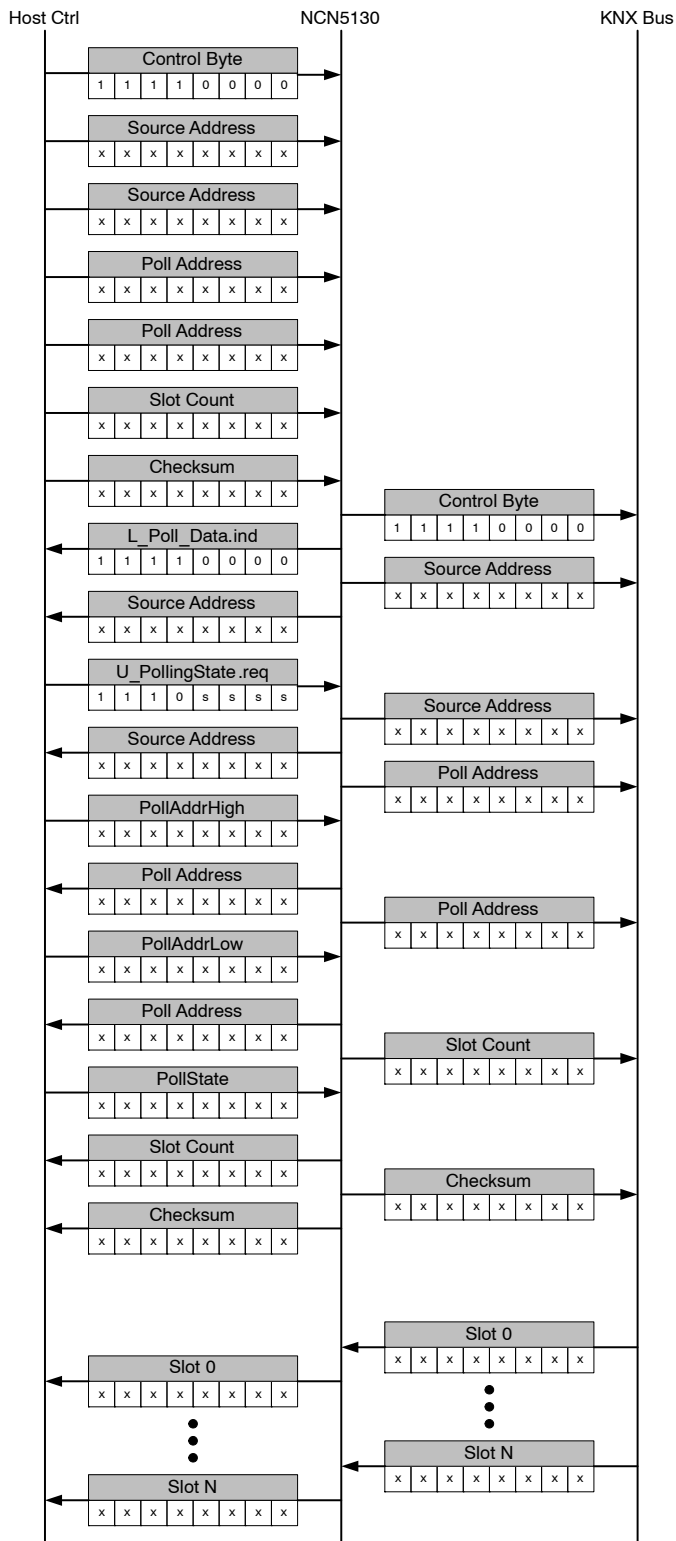 Host Ctrl NCN5130 KNX Bus
Control Byte
1 1 1 1 0 0 0 0
Source Address
x x x x x x x x
Source Address
x x x x x x x x
Poll Address
x x x x x x x x
Poll Address
x x x x x x x x
Slot Count
x x x x x x x x
Checksum
x x x x x x x x
Control Byte
1 1 1 1 0 0 0 0
L_Poll_Data.ind
1 1 1 1 0 0 0 0
Source Address
x x x x x x x x
Source Address
x x x x x x x x
U_PollingState.req
1 1 1 0 s s s s
Source Address
x x x x x x x x
Source Address
x x x x x x x x
Poll Address
x x x x x x x x
PollAddrHigh
x x x x x x x x
Poll Address
x x x x x x x x
Poll Address
x x x x x x x x
PollAddrLow
x x x x x x x x
Poll Address
x x x x x x x x
Slot Count
x x x x x x x x
PollState
x x x x x x x x
Slot Count
x x x x x x x x
Checksum
x x x x x x x x
Checksum
x x x x x x x x
Slot 0
x x x x x x x x
Slot 0
x x x x x x x x
Slot N
x x x x x x x x
Slot N
x x x x x x x x